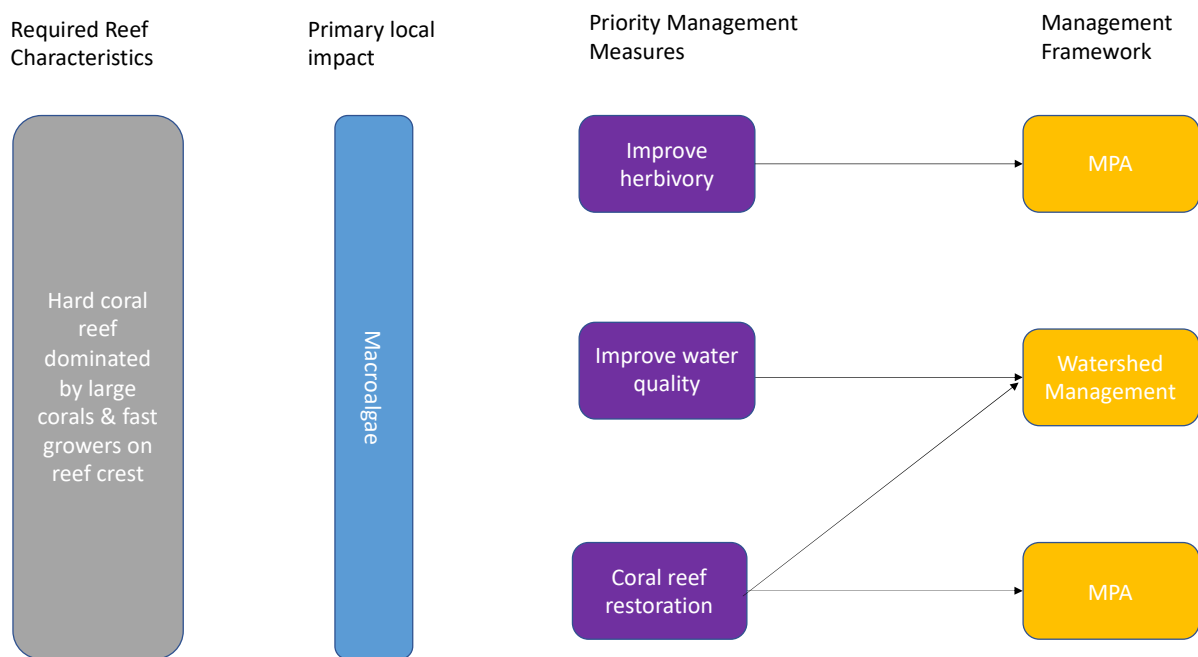 Required Reef
Characteristics
Primary local
impact
Priority Management
Measures
Management
Framework
Hard coral
reef
dominated
by large
corals & fast
growers on
reef crest
Macroalgae
Improve
herbivory
MPA
Improve water
quality
Watershed
Management
Coral reef
restoration
MPA